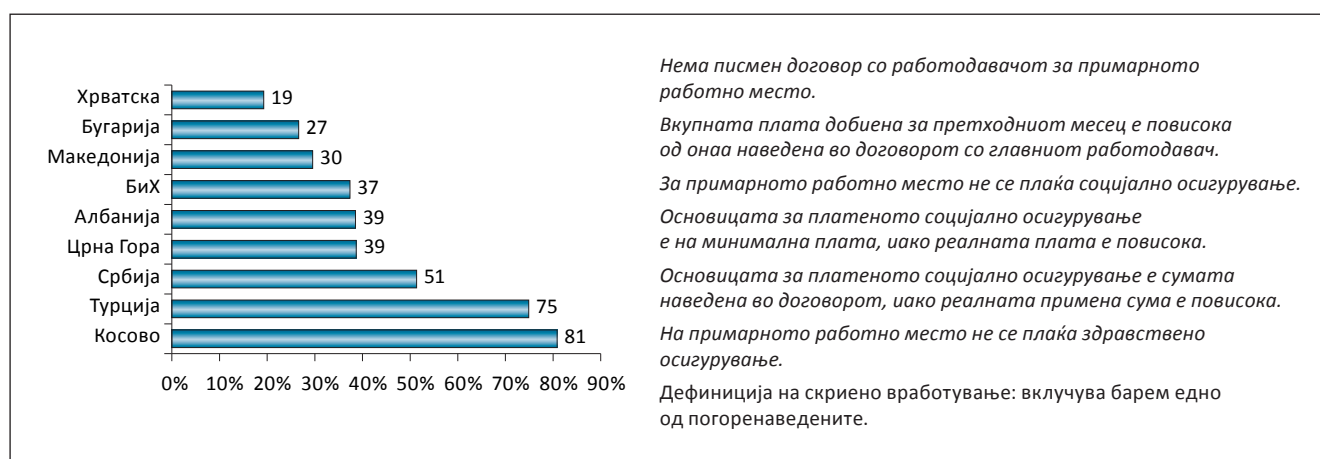 Хрватска 19
Бугарија 27
Македонија 30
БиХ 37
Албанија 39
Црна Гора 39
Србија 51
Турција 75
Косово 81
0% 10% 20% 30% 40% 50% 60% 70% 80% 90%
Нема писмен договор со работодавачот за примарното
работно место.
Вкупната плата добиена за претходниот месец е повисока
од онаа наведена во договорот со главниот работодавач.
За примарното работно место не се плаќа социјално осигурување.
Основицата за платеното социјално осигурување
е на минимална плата, иако реалната плата е повисока.
Основицата за платеното социјално осигурување е сумата
наведена во договорот, иако реалната примена сума е повисока.
На примарното работно место не се плаќа здравствено
осигурување.
Дефиниција на скриено вработување: вклучува барем едно
од погоренаведените.